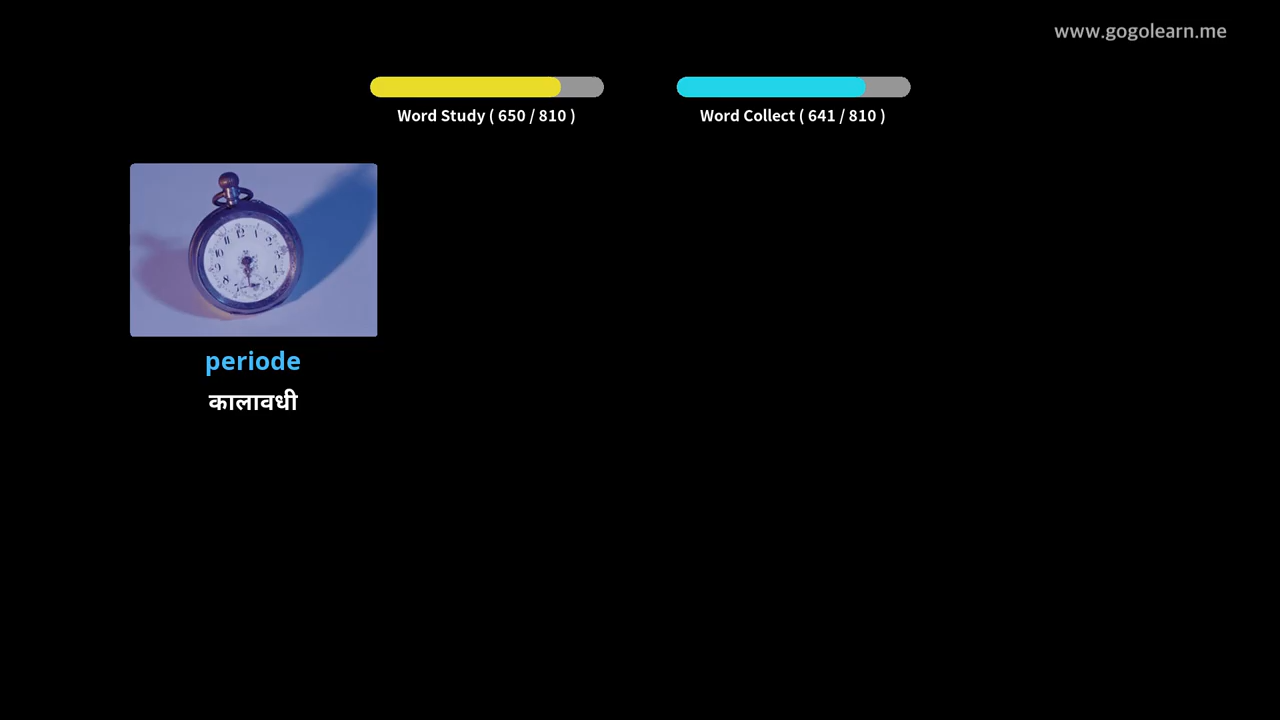 www.gogolearn.me
Word Study ( 650 / 810 )
Word Collect ( 641 / 810 )
periode
कालावधी